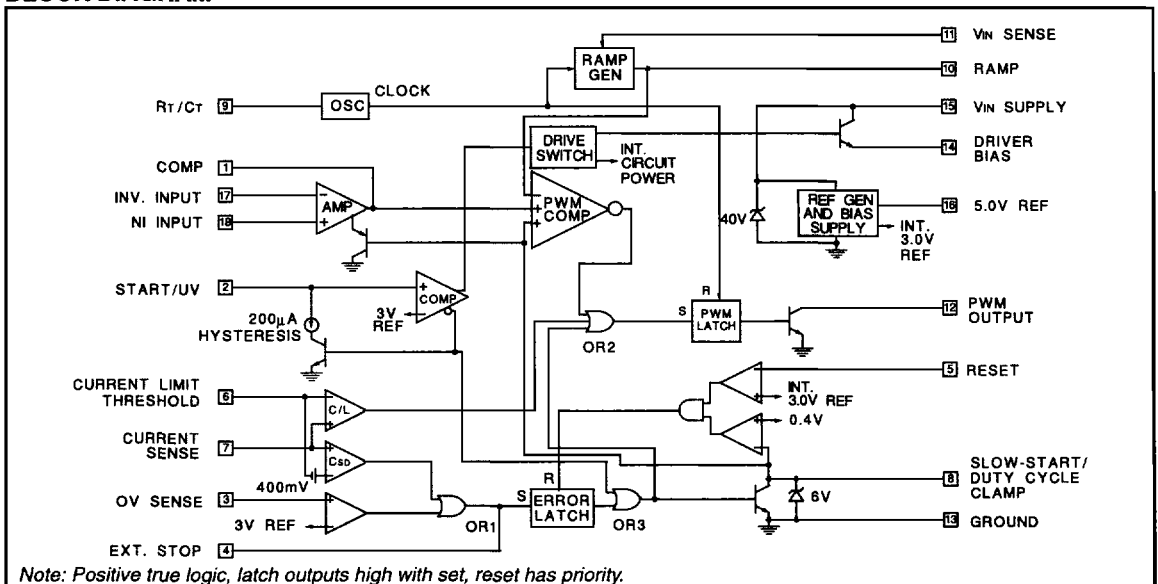 11 VIN SENSE
RAMP
GEN
10 RAMP
RT/CT 9
OSC
CLOCK
15 VIN SUPPLY
DRIVE
SWITCH
INT.
CIRCUIT
POWER
14 DRIVER
BIAS
COMP 1
INV. INPUT 17
NI INPUT 18
-
+
AMP
+
+
PWM
COMP
40V
REF GEN
AND BIAS
SUPPLY
16 5.0V REF
INT.
3.0V
REF
START/UV 2
+
COMP
3V
REF
200µA
HYSTERESIS
OR2
S
R
PWM
LATCH
12 PWM
OUTPUT
5 RESET
INT.
3.0V REF
0.4V
CURRENT LIMIT
THRESHOLD 6
C/L
CURRENT
SENSE 7
CSD
400mV
OV SENSE 3
3V REF
OR1
S
R
ERROR
LATCH
OR3
6V
SLOW-START/
8 DUTY CYCLE
CLAMP
13 GROUND
EXT. STOP 4
Note: Positive true logic, latch outputs high with set, reset has priority.